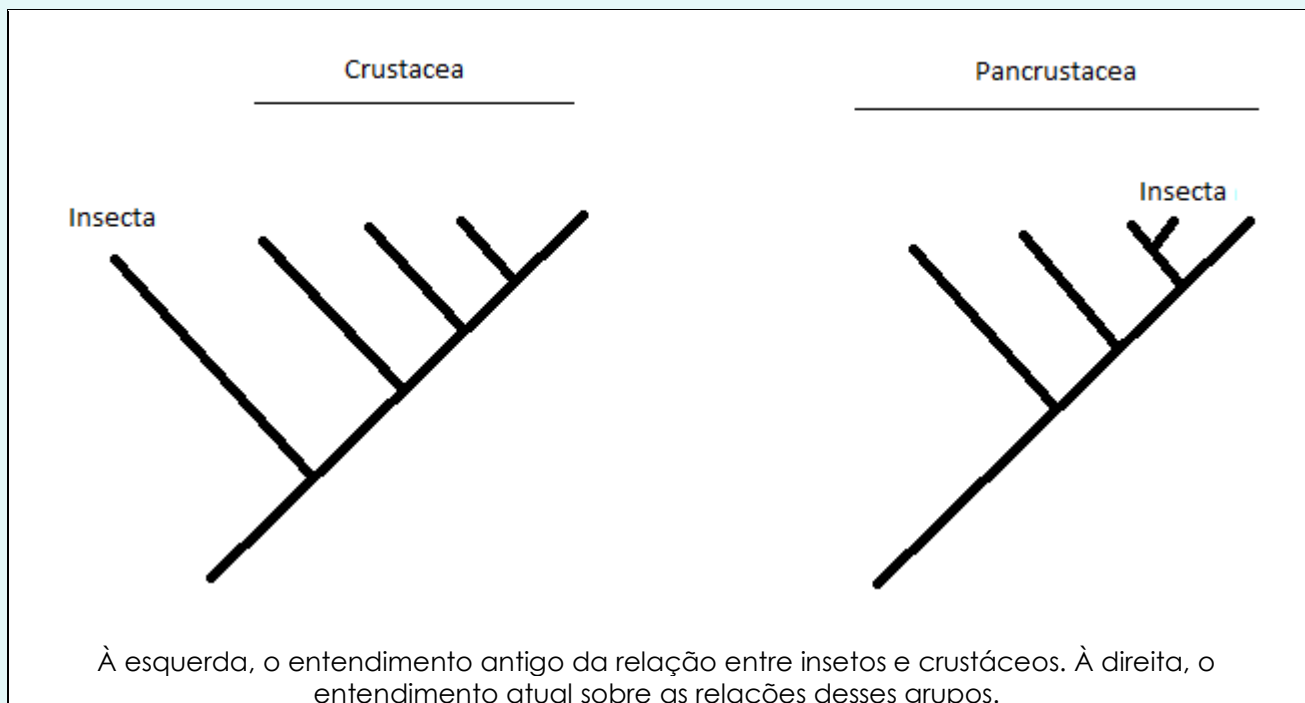 Crustacea
Pancrustacea
Insecta
Insecta
À esquerda, o entendimento antigo da relação entre insetos e crustáceos. À direita, o
entendimento atual sobre as relações desses grupos.